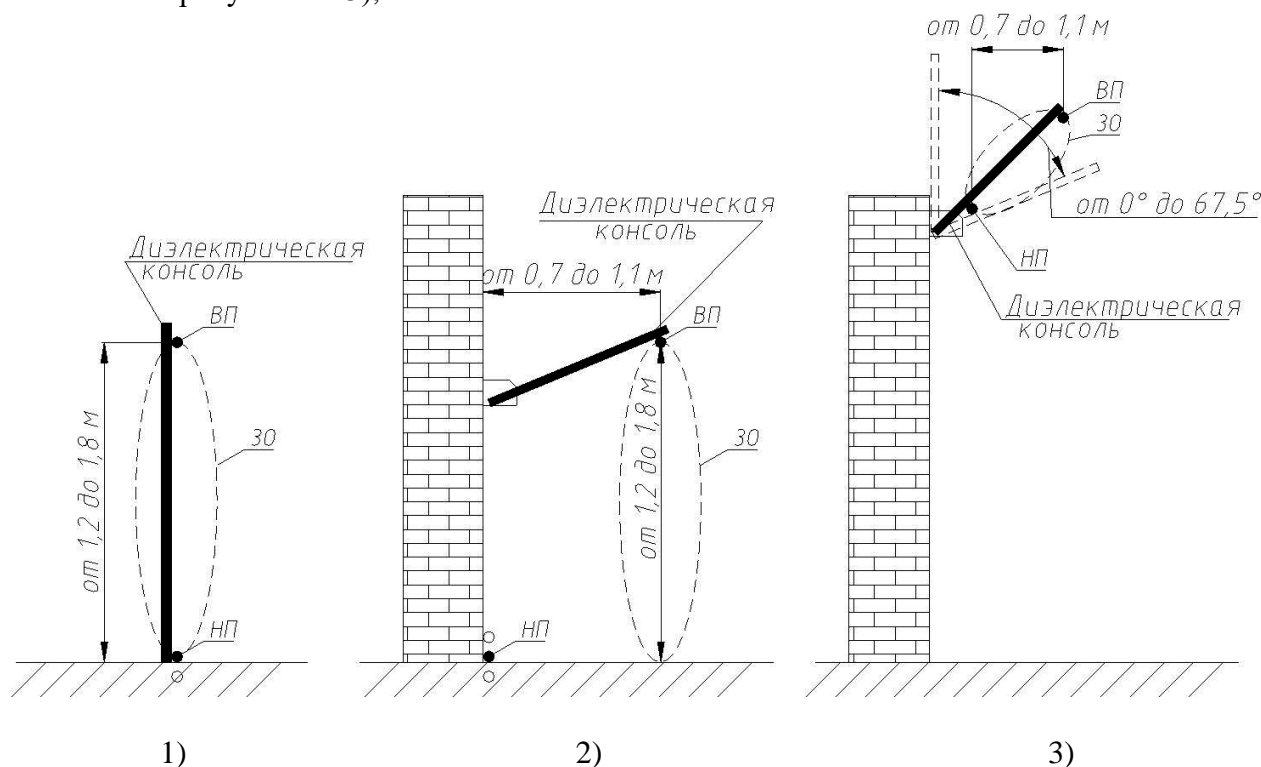 от 0,7 до 1,1 м
ВП
ЗО
от 0° до 67,5°
НП
Диэлектрическая
консоль
Диэлектрическая
консоль
от 0,7 до 1,1 м
ВП
ЗО
от 1,2 до 1,8 м
НП
Диэлектрическая
консоль
ВП
ЗО
от 1,2 до 1,8 м
НП
1)
2)
3)